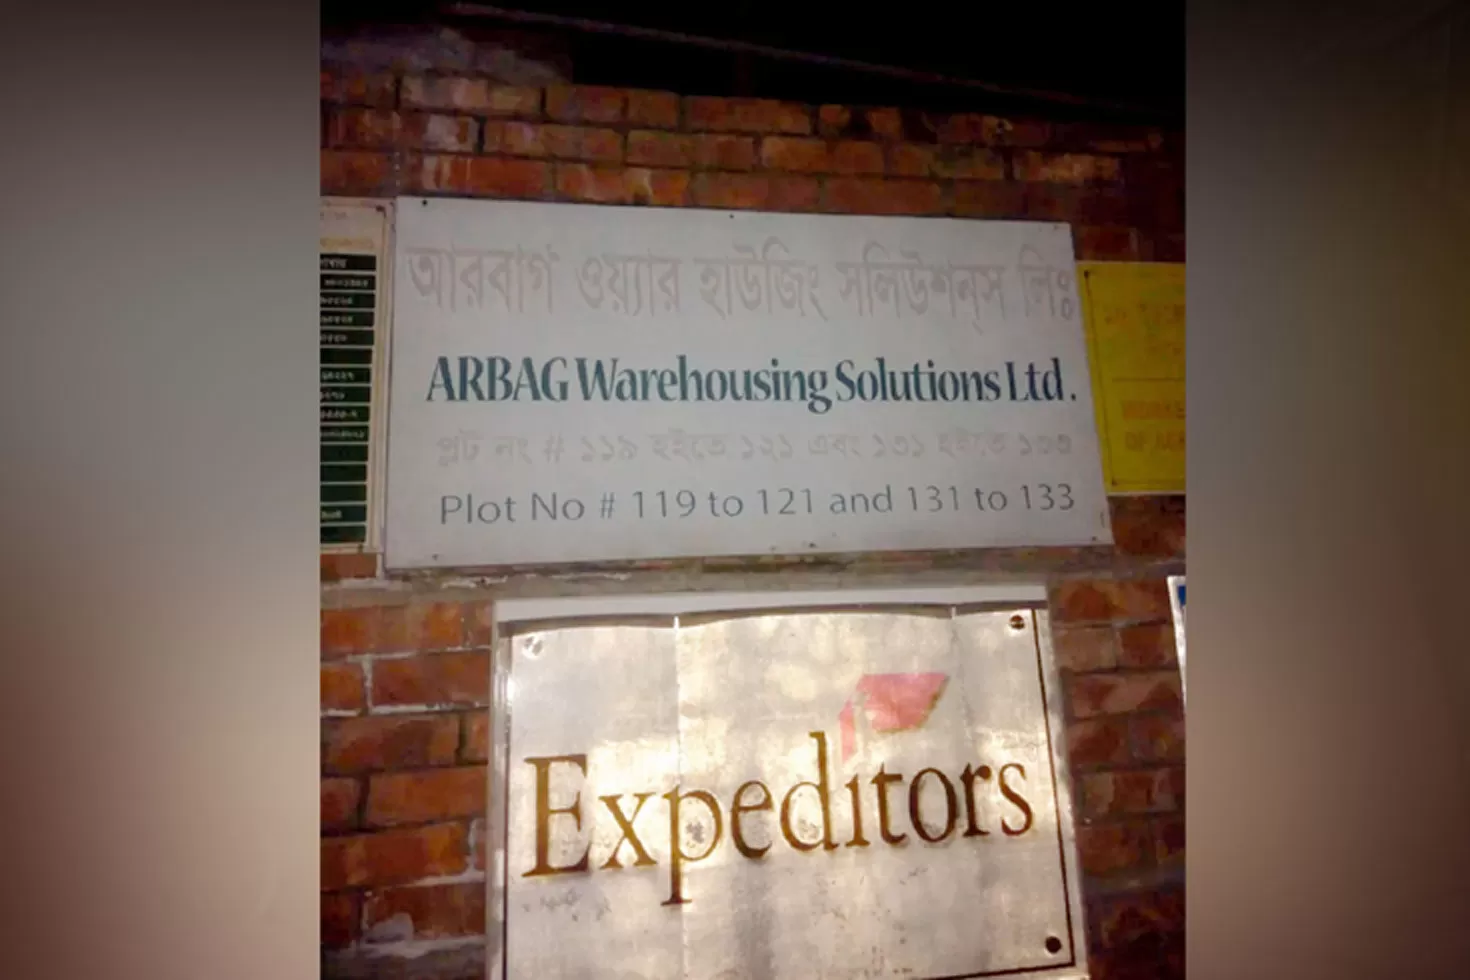 আরবাগ ওয়্যার হাউজিং সলিউশন্স লিঃ
ARBAG Warehousing Solutions Ltd.
প্লট নং # ১১৯ হইতে ১২১ এবং ১৩১ হইতে ১৩৩
Plot No # 119 to 121 and 131 to 133
Expeditors